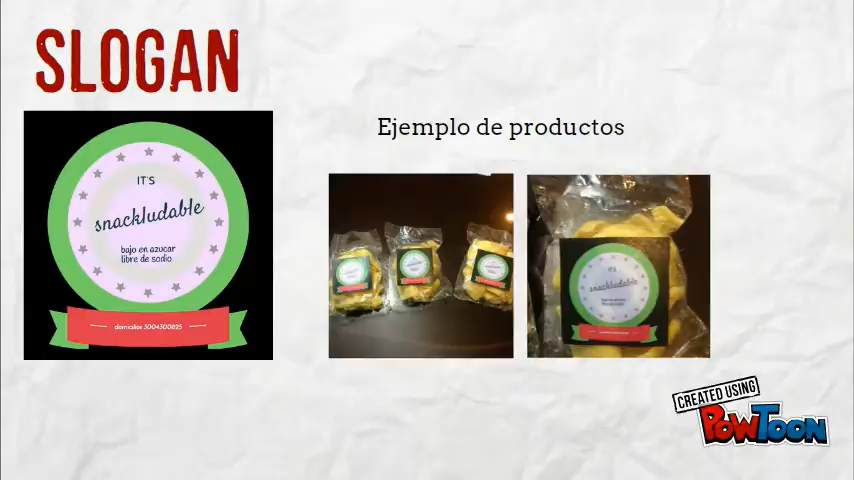 SLOGAN
Ejemplo de productos
IT'S
snackludable
bajo en azucar
libre de sodio
domicilios 3004300825
IT'S
snackludable
CREATED USING
POWTOON